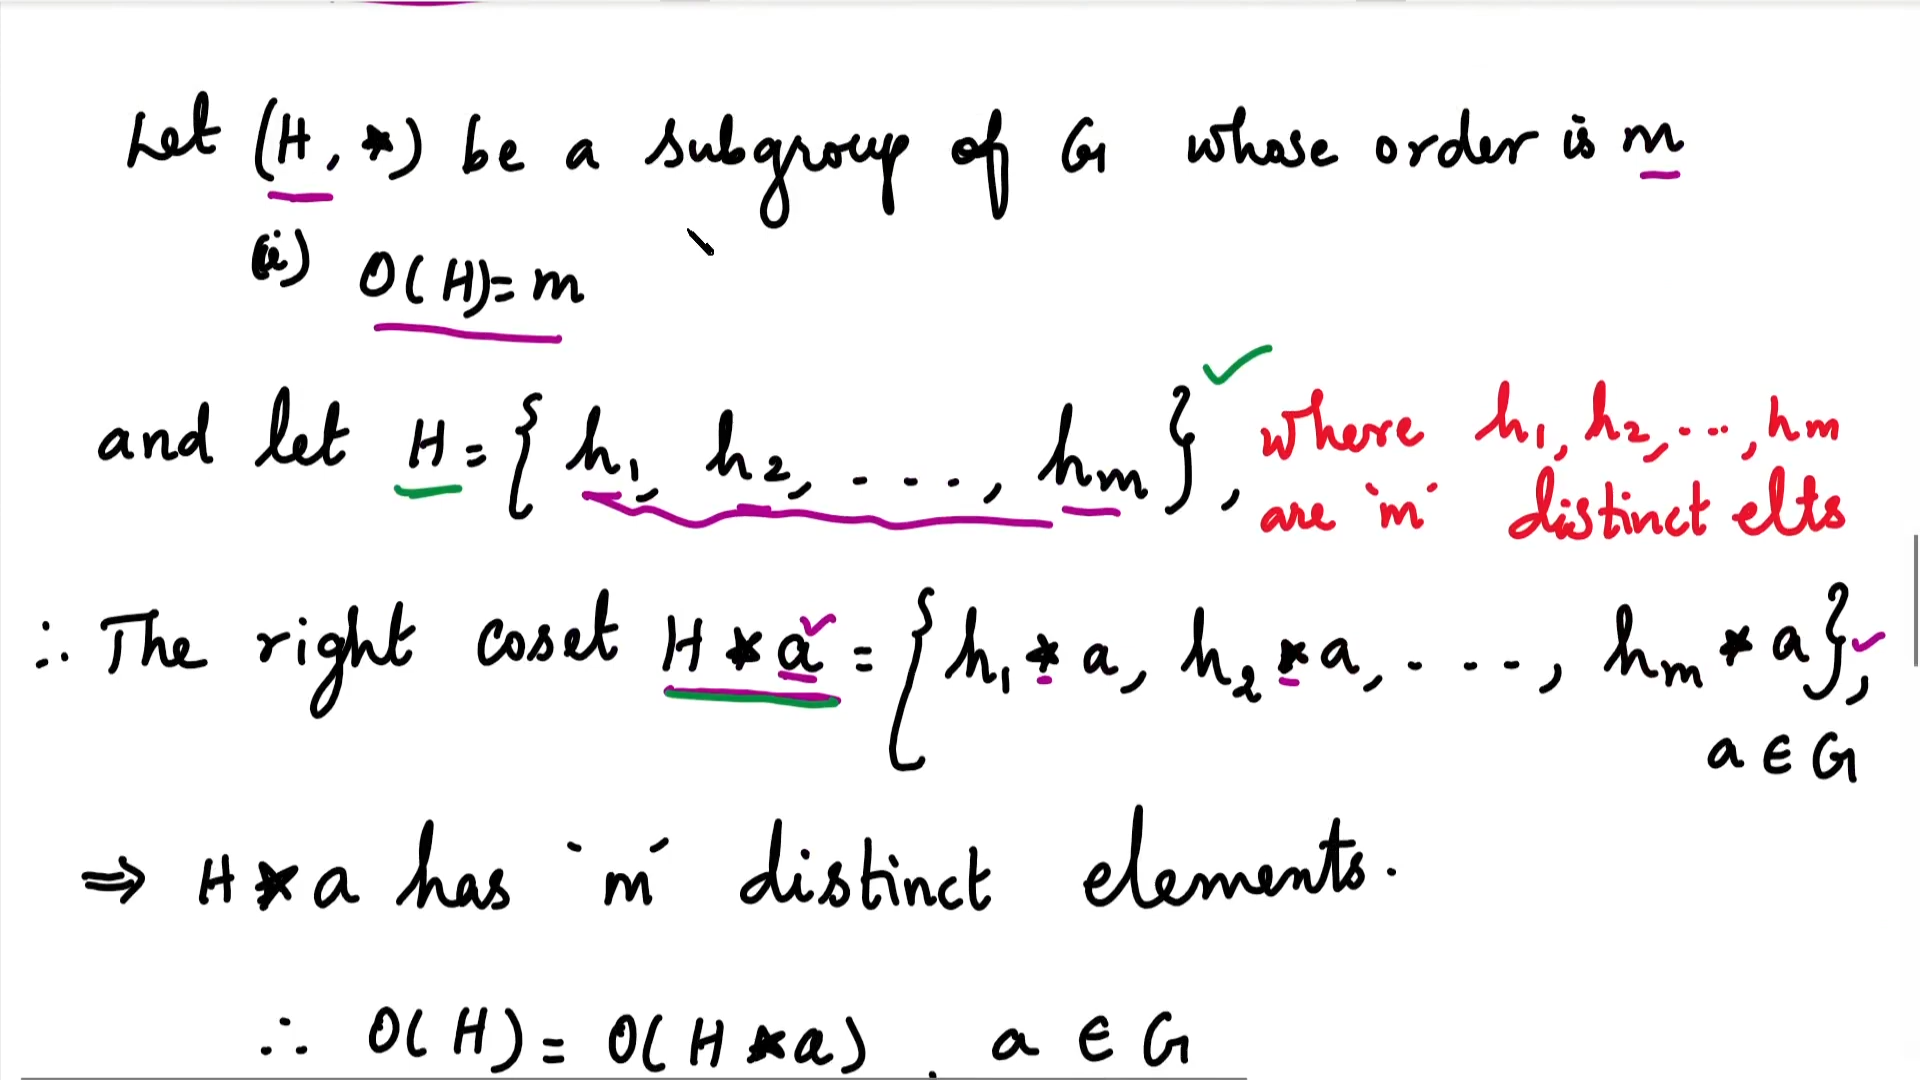 Let (H, *) be a subgroup of G whose order is m
(ie) O(H)=m
and let H = { h₁, h₂, ...., hₘ }, where h₁, h₂, ..., hₘ
are 'm' distinct elts
∴ The right coset H * a = { h₁ * a, h₂ * a, . - - -, hₘ * a },
a ∈ G
⇒ H * a has 'm' distinct elements.
∴ O(H) = O(H * a), a ∈ G